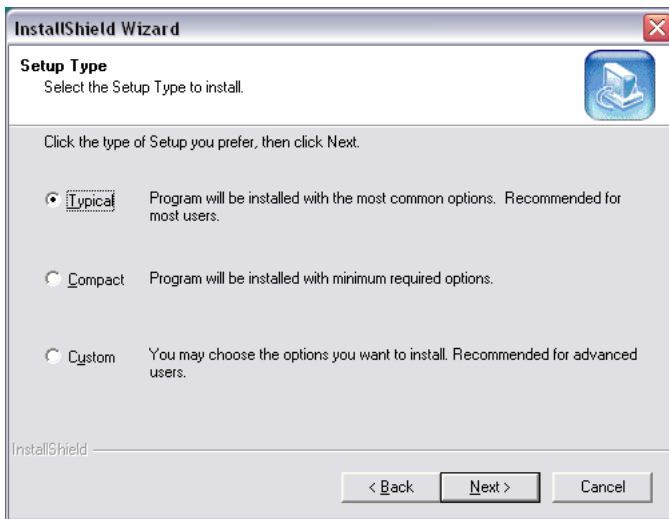 InstallShield Wizard
Setup Type
Select the Setup Type to install.
Click the type of Setup you prefer, then click Next.
Typical Program will be installed with the most common options. Recommended for
most users.
Compact Program will be installed with minimum required options.
Custom You may choose the options you want to install. Recommended for advanced
users.
InstallShield
< Back Next > Cancel